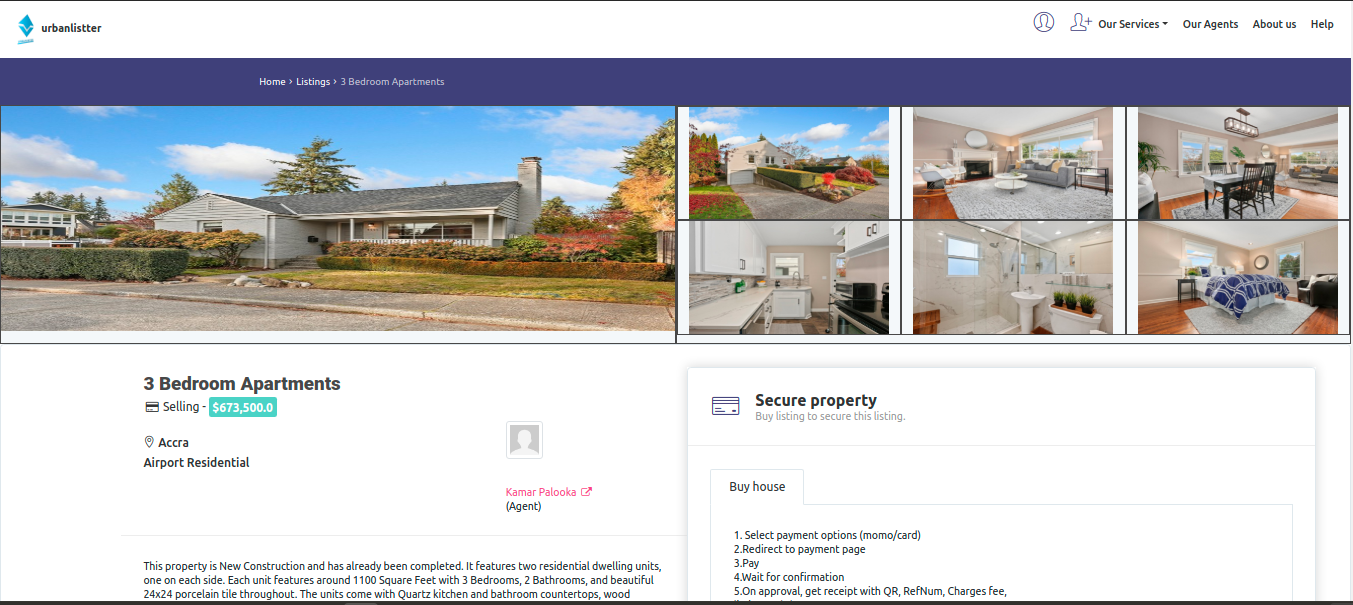 urbanlistter
Our Services
Our Agents
About us
Help
Home › Listings › 3 Bedroom Apartments
3 Bedroom Apartments
Selling - $673,500.0
Accra
Airport Residential
Kamar Palooka
(Agent)
This property is New Construction and has already been completed. It features two residential dwelling units,
one on each side. Each unit features around 1100 Square Feet with 3 Bedrooms, 2 Bathrooms, and beautiful
24x24 porcelain tile throughout. The units come with Quartz kitchen and bathroom countertops, wood
Secure property
Buy listing to secure this listing.
Buy house
1. Select payment options (momo/card)
2.Redirect to payment page
3.Pay
4.Wait for confirmation
5.On approval, get receipt with QR, RefNum, Charges fee,